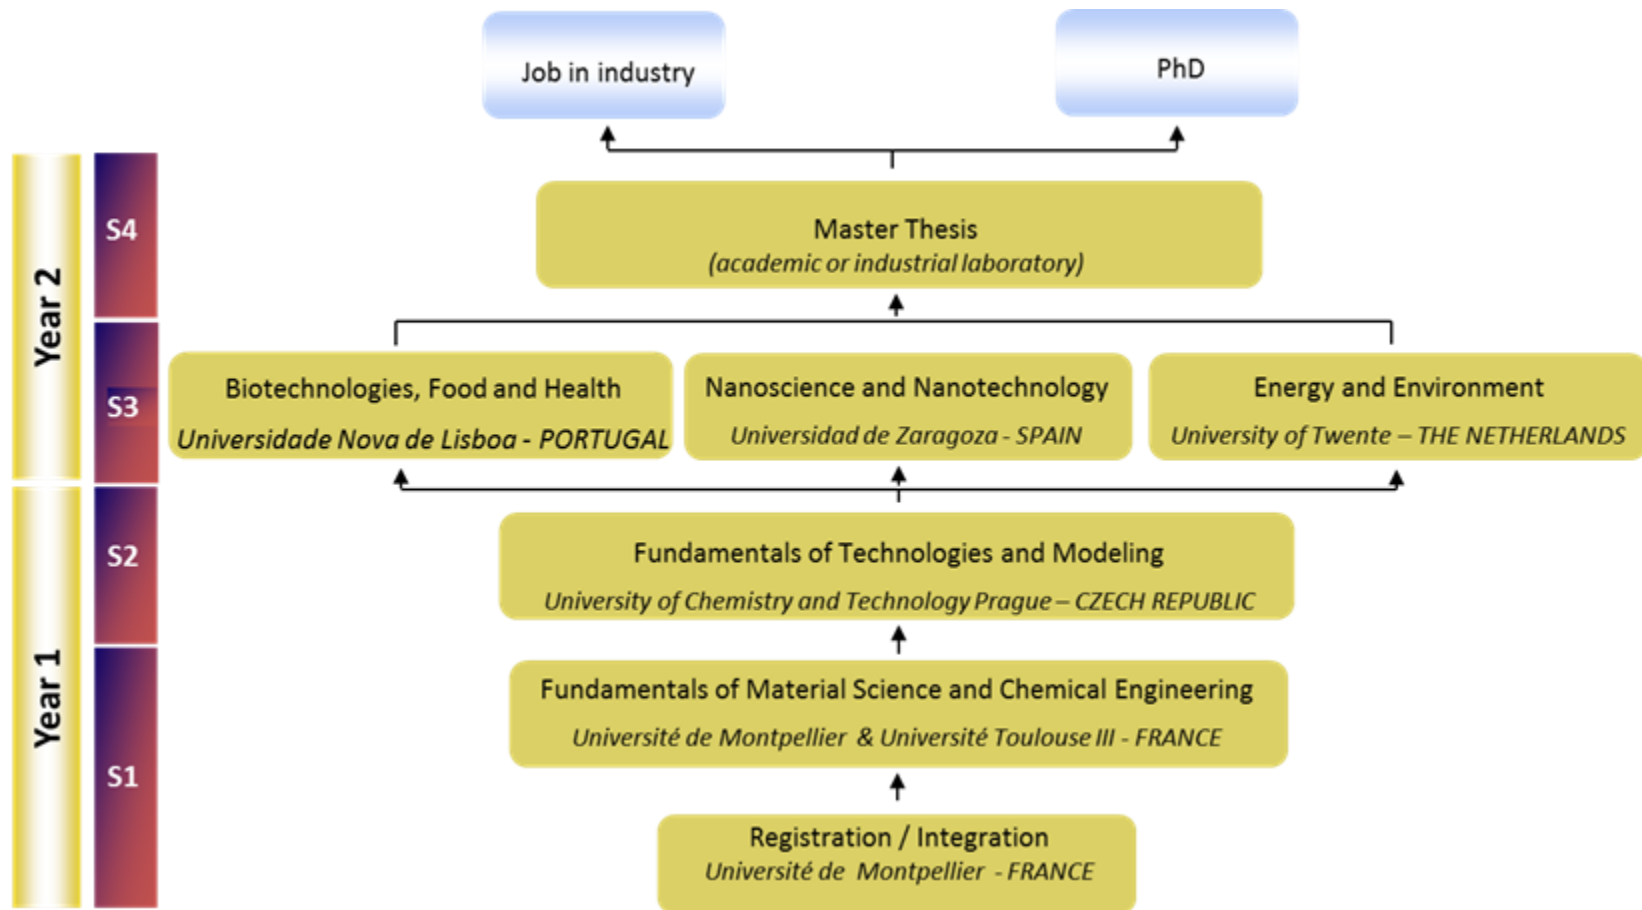 Job in industry
PhD
Year 2
S4
Master Thesis
(academic or industrial laboratory)
S3
Biotechnologies, Food and Health
Universidade Nova de Lisboa - PORTUGAL
Nanoscience and Nanotechnology
Universidad de Zaragoza - SPAIN
Energy and Environment
University of Twente – THE NETHERLANDS
Year 1
S2
Fundamentals of Technologies and Modeling
University of Chemistry and Technology Prague – CZECH REPUBLIC
S1
Fundamentals of Material Science and Chemical Engineering
Université de Montpellier & Université Toulouse III - FRANCE
Registration / Integration
Université de Montpellier - FRANCE